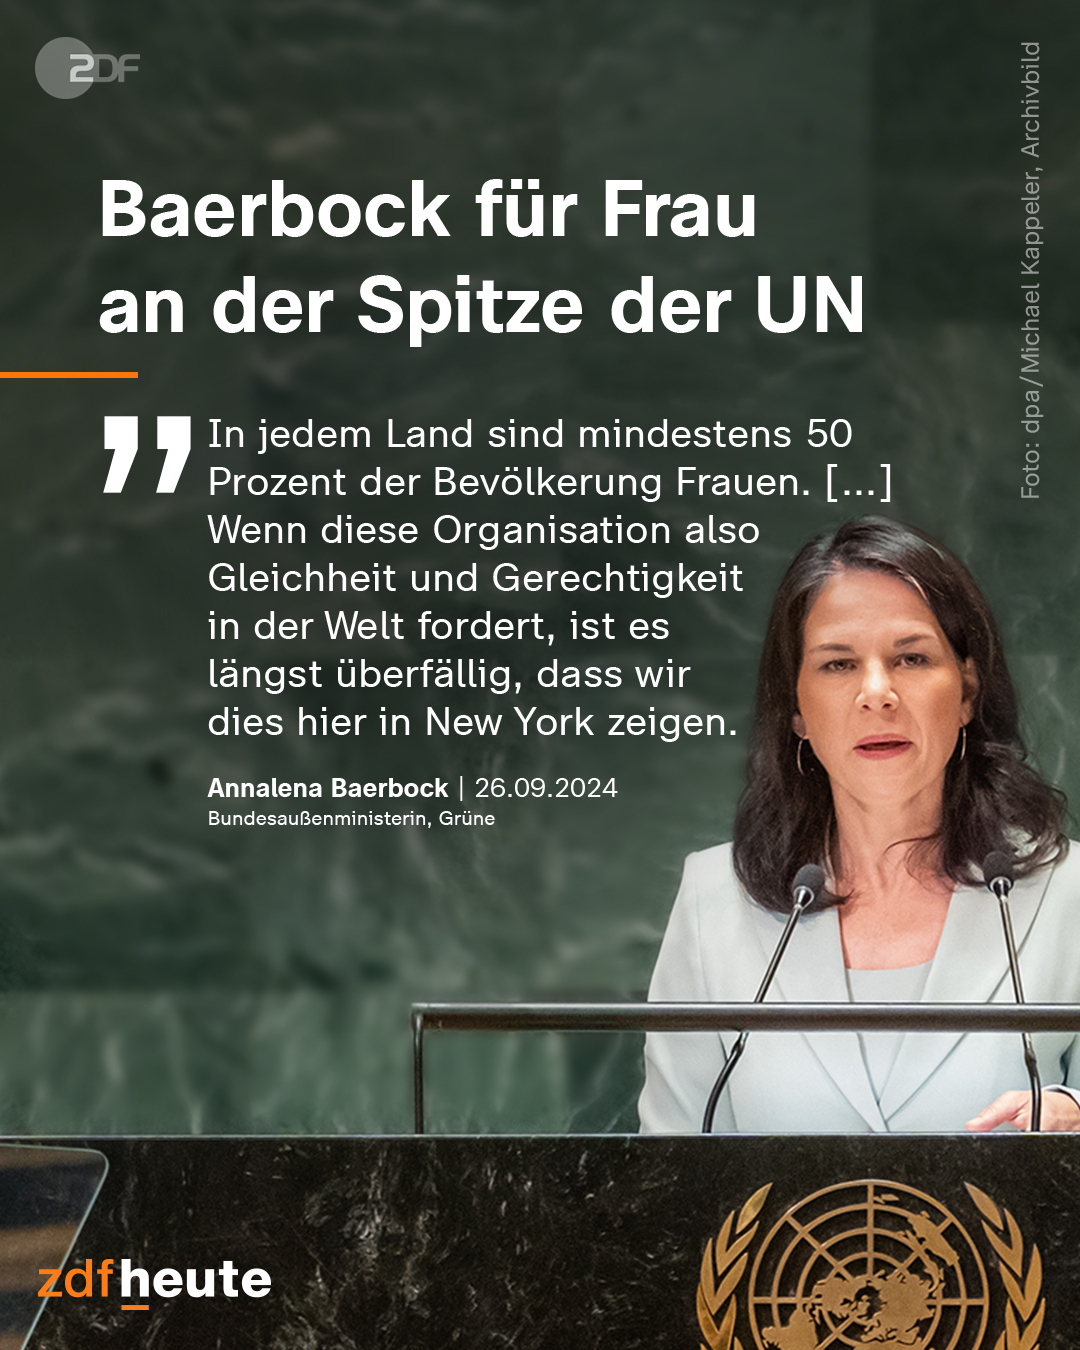 ZDF
Foto: dpa/Michael Kappeler, Archivbild
Baerbock für Frau
an der Spitze der UN
” In jedem Land sind mindestens 50
Prozent der Bevölkerung Frauen. [...]
Wenn diese Organisation also
Gleichheit und Gerechtigkeit
in der Welt fordert, ist es
längst überfällig, dass wir
dies hier in New York zeigen.
Annalena Baerbock | 26.09.2024
Bundesaußenministerin, Grüne
zdfheute